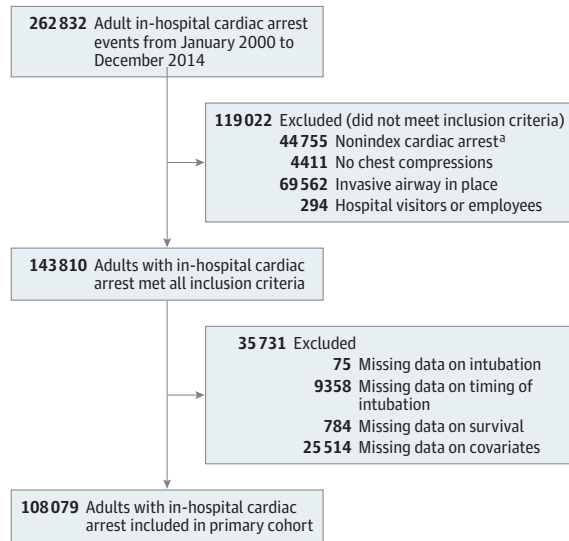 262 832 Adult in-hospital cardiac arrest
events from January 2000 to
December 2014
119 022 Excluded (did not meet inclusion criteria)
44 755 Nonindex cardiac arrestª
4411 No chest compressions
69 562 Invasive airway in place
294 Hospital visitors or employees
143 810 Adults with in-hospital cardiac
arrest met all inclusion criteria
35 731 Excluded
75 Missing data on intubation
9358 Missing data on timing of
intubation
784 Missing data on survival
25 514 Missing data on covariates
108 079 Adults with in-hospital cardiac
arrest included in primary cohort